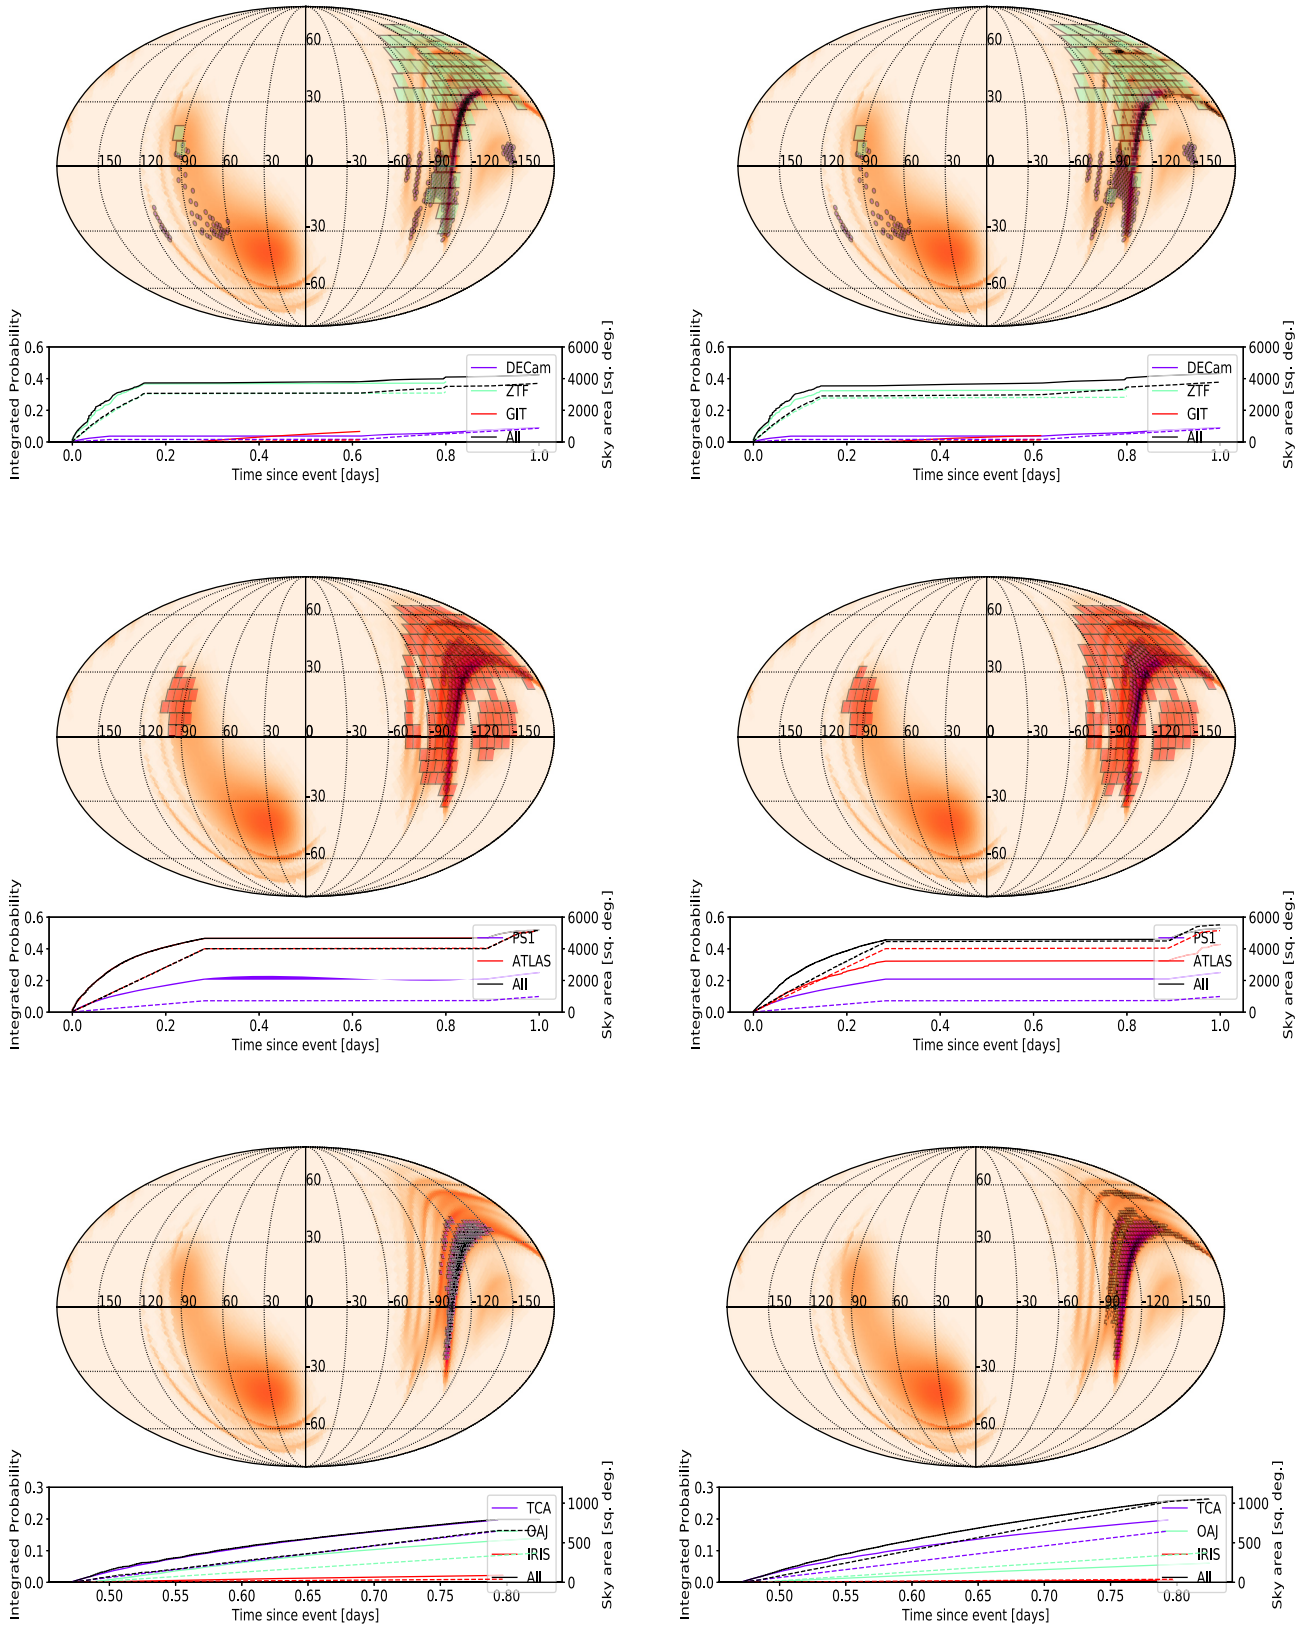 60
30
150 120 90 60 30 0 -30 -60 -90 -120 -150
-30
-60
Integrated Probability
0.6
0.4
0.2
0.0
0.0 0.2 0.4 0.6 0.8 1.0
Time since event [days]
6000
4000
2000
0
Sky area [sq. deg.]
DECam
ZTF
GIT
All
60
30
150 120 90 60 30 0 -30 -60 -90 -120 -150
-30
-60
Integrated Probability
0.6
0.4
0.2
0.0
0.0 0.2 0.4 0.6 0.8 1.0
Time since event [days]
6000
4000
2000
0
Sky area [sq. deg.]
DECam
ZTF
GIT
All
60
30
150 120 90 60 30 0 -30 -60 -90 -120 -150
-30
-60
Integrated Probability
0.6
0.4
0.2
0.0
0.0 0.2 0.4 0.6 0.8 1.0
Time since event [days]
6000
4000
2000
0
Sky area [sq. deg.]
PS1
ATLAS
All
60
30
150 120 90 60 30 0 -30 -60 -90 -120 -150
-30
-60
Integrated Probability
0.6
0.4
0.2
0.0
0.0 0.2 0.4 0.6 0.8 1.0
Time since event [days]
6000
4000
2000
0
Sky area [sq. deg.]
PS1
ATLAS
All
60
30
150 120 90 60 30 0 -30 -60 -90 -120 -150
-30
-60
Integrated Probability
0.3
0.2
0.1
0.0
0.50 0.55 0.60 0.65 0.70 0.75 0.80
Time since event [days]
1000
500
0
Sky area [sq. deg.]
TCA
OAJ
IRIS
All
60
30
150 120 90 60 30 0 -30 -60 -90 -120 -150
-30
-60
Integrated Probability
0.3
0.2
0.1
0.0
0.50 0.55 0.60 0.65 0.70 0.75 0.80
Time since event [days]
1000
500
0
Sky area [sq. deg.]
TCA
OAJ
IRIS
All